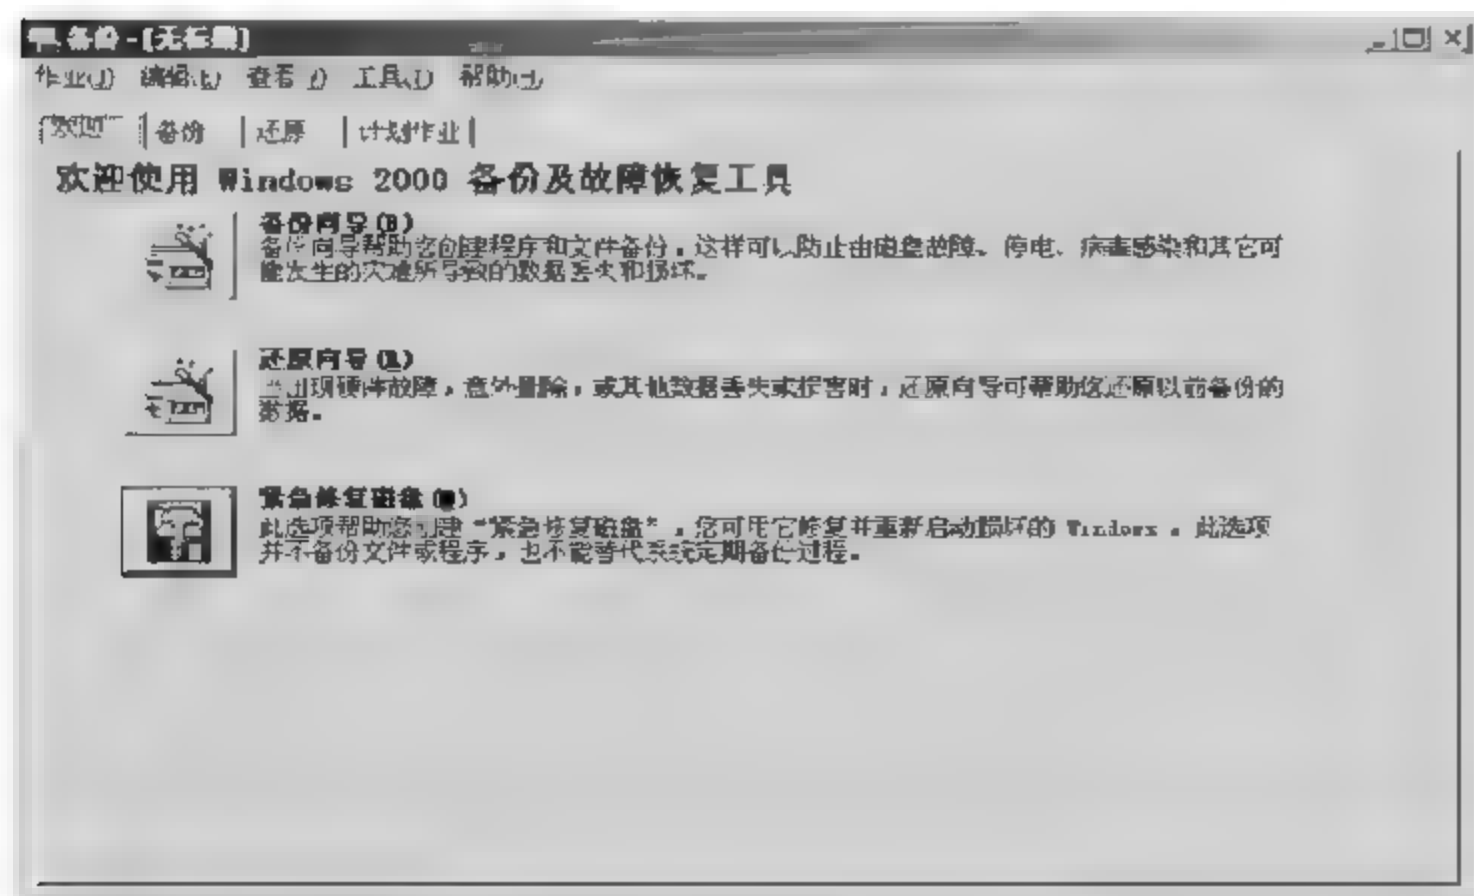 备份 - [无标题]
作业(J) 编辑(E) 查看(V) 工具(T) 帮助(H)
欢迎 备份 还原 计划作业
欢迎使用 Windows 2000 备份及故障恢复工具
备份向导(B)
备份向导帮助您创建程序和文件备份，这样可以防止由磁盘故障、停电、病毒感染和其它可
能发生的灾难所导致的数据丢失和损坏。
还原向导(R)
当出现硬件故障，意外删除，或其他数据丢失或损害时，还原向导可帮助您还原以前备份的
数据。
紧急修复磁盘(M)
此选项帮助您创建“紧急修复磁盘”，您可用它修复并重新启动损坏的 Windows 。此选项
并不备份文件或程序，也不能替代系统定期备份过程。